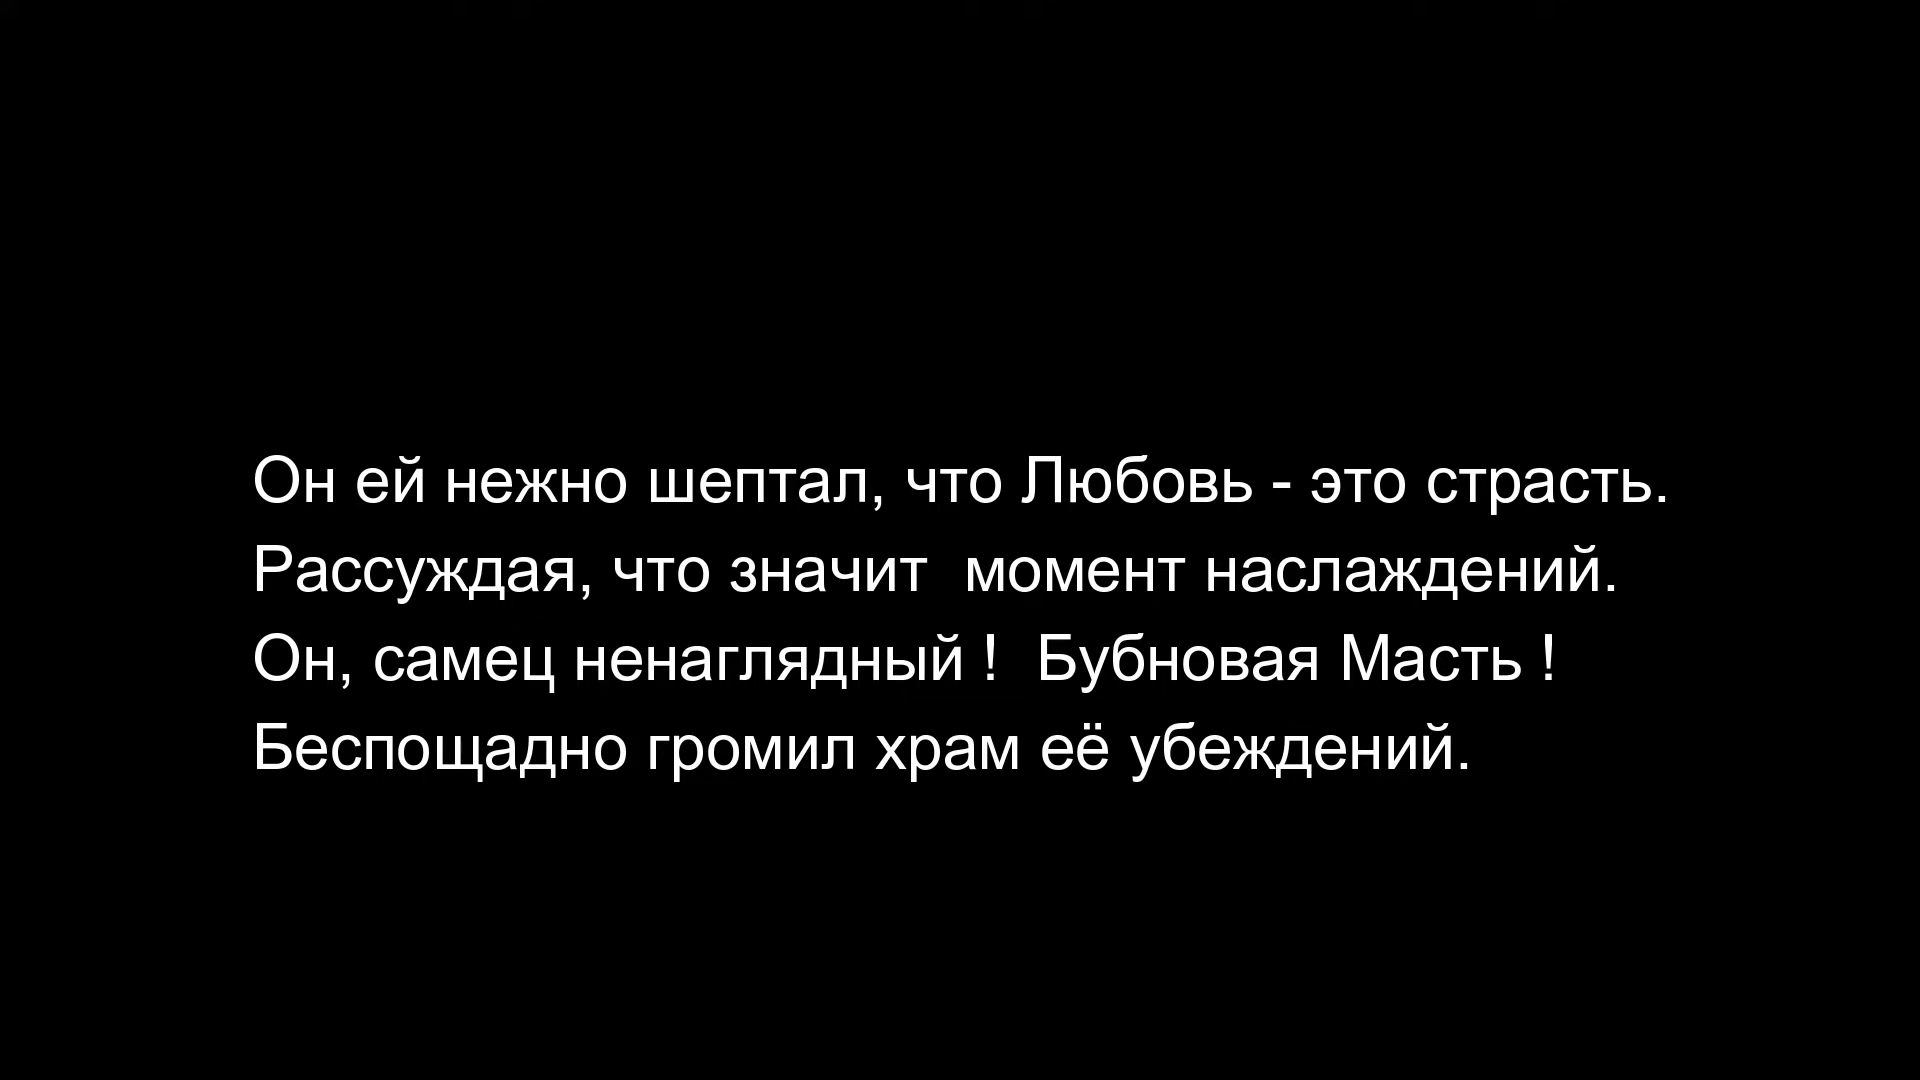 Он ей нежно шептал, что Любовь - это страсть.
Рассуждая, что значит  момент наслаждений.
Он, самец ненаглядный !  Бубновая Масть !
Беспощадно громил храм её убеждений.